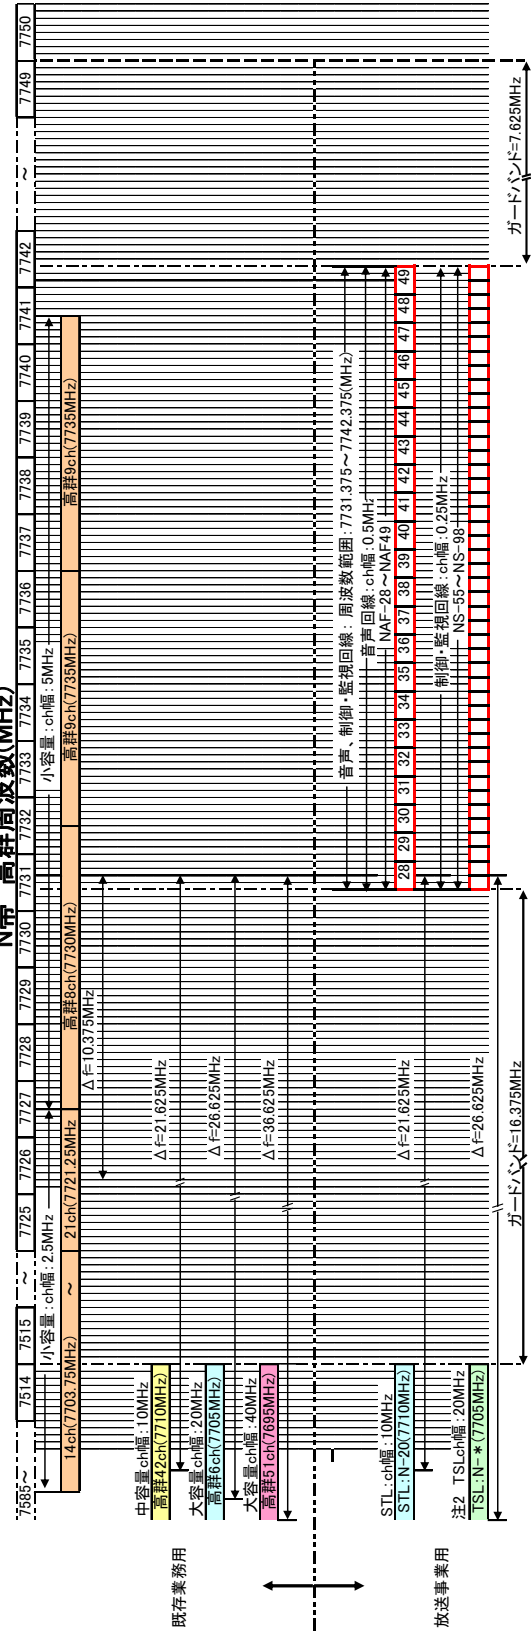 N帯 高群周波数(MHz)
7585～ 7514 7515 ～ 7725 7726 7727 7728 7729 7730 7731 7732 7733 7734 7735 7736 7737 7738 7739 7740 7741 7742 ～ 7749 7750
小容量:ch幅:2.5MHz
小容量:ch幅:5MHz
14ch(7703.75MHz) ～ 21ch(7721.25MHz) 高群8ch(7730MHz) 高群9ch(7735MHz) 高群9ch(7735MHz)
Δf=10.375MHz
既存業務用
中容量ch幅:10MHz
高群42ch(7710MHz)
Δf=21.625MHz
大容量ch幅:20MHz
高群6ch(7705MHz)
Δf=26.625MHz
大容量ch幅:40MHz
高群51ch(7695MHz)
Δf=36.625MHz
音声、制御・監視回線:周波数範囲:7731.375～7742.375(MHz)
音声回線:ch幅:0.5MHz
NAF-28～NAF49
放送事業用
STL:ch幅:10MHz
STL:N-20(7710MHz)
Δf=21.625MHz
28 29 30 31 32 33 34 35 36 37 38 39 40 41 42 43 44 45 46 47 48 49
制御・監視回線:ch幅:0.25MHz
NS-55～NS-98
注2 TSLch幅:20MHz
TSL:N-*(7705MHz)
Δf=26.625MHz
ガードバンド=16.375MHz
ガードバンド=7.625MHz